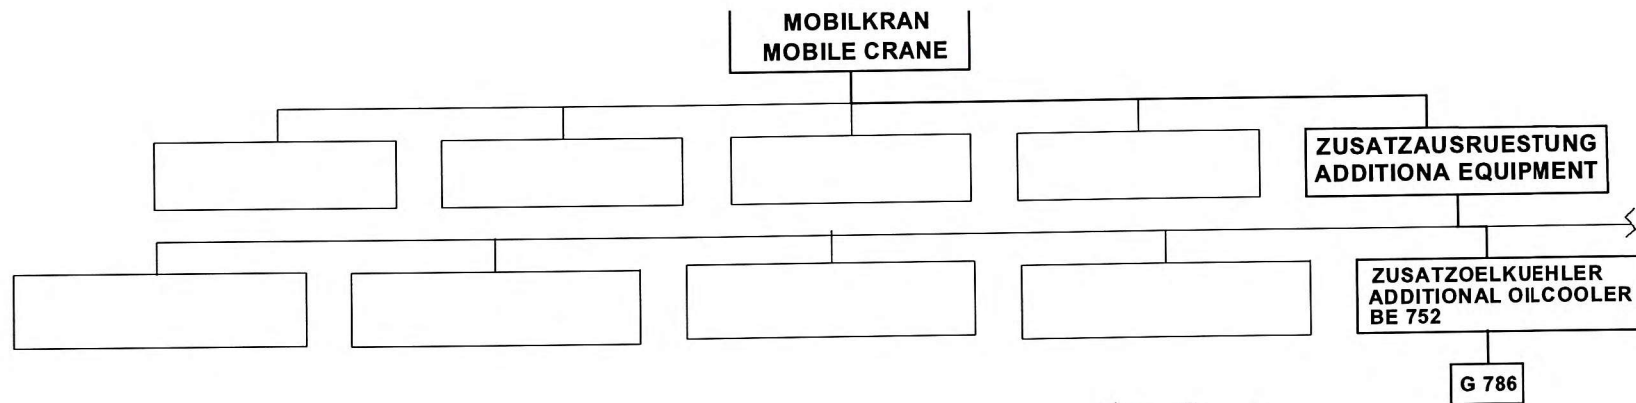 MOBILKRAN
MOBILE CRANE
ZUSATZAUSRUESTUNG
ADDITIONA EQUIPMENT
ZUSATZOELKUEHLER
ADDITIONAL OILCOOLER
BE 752
G 786